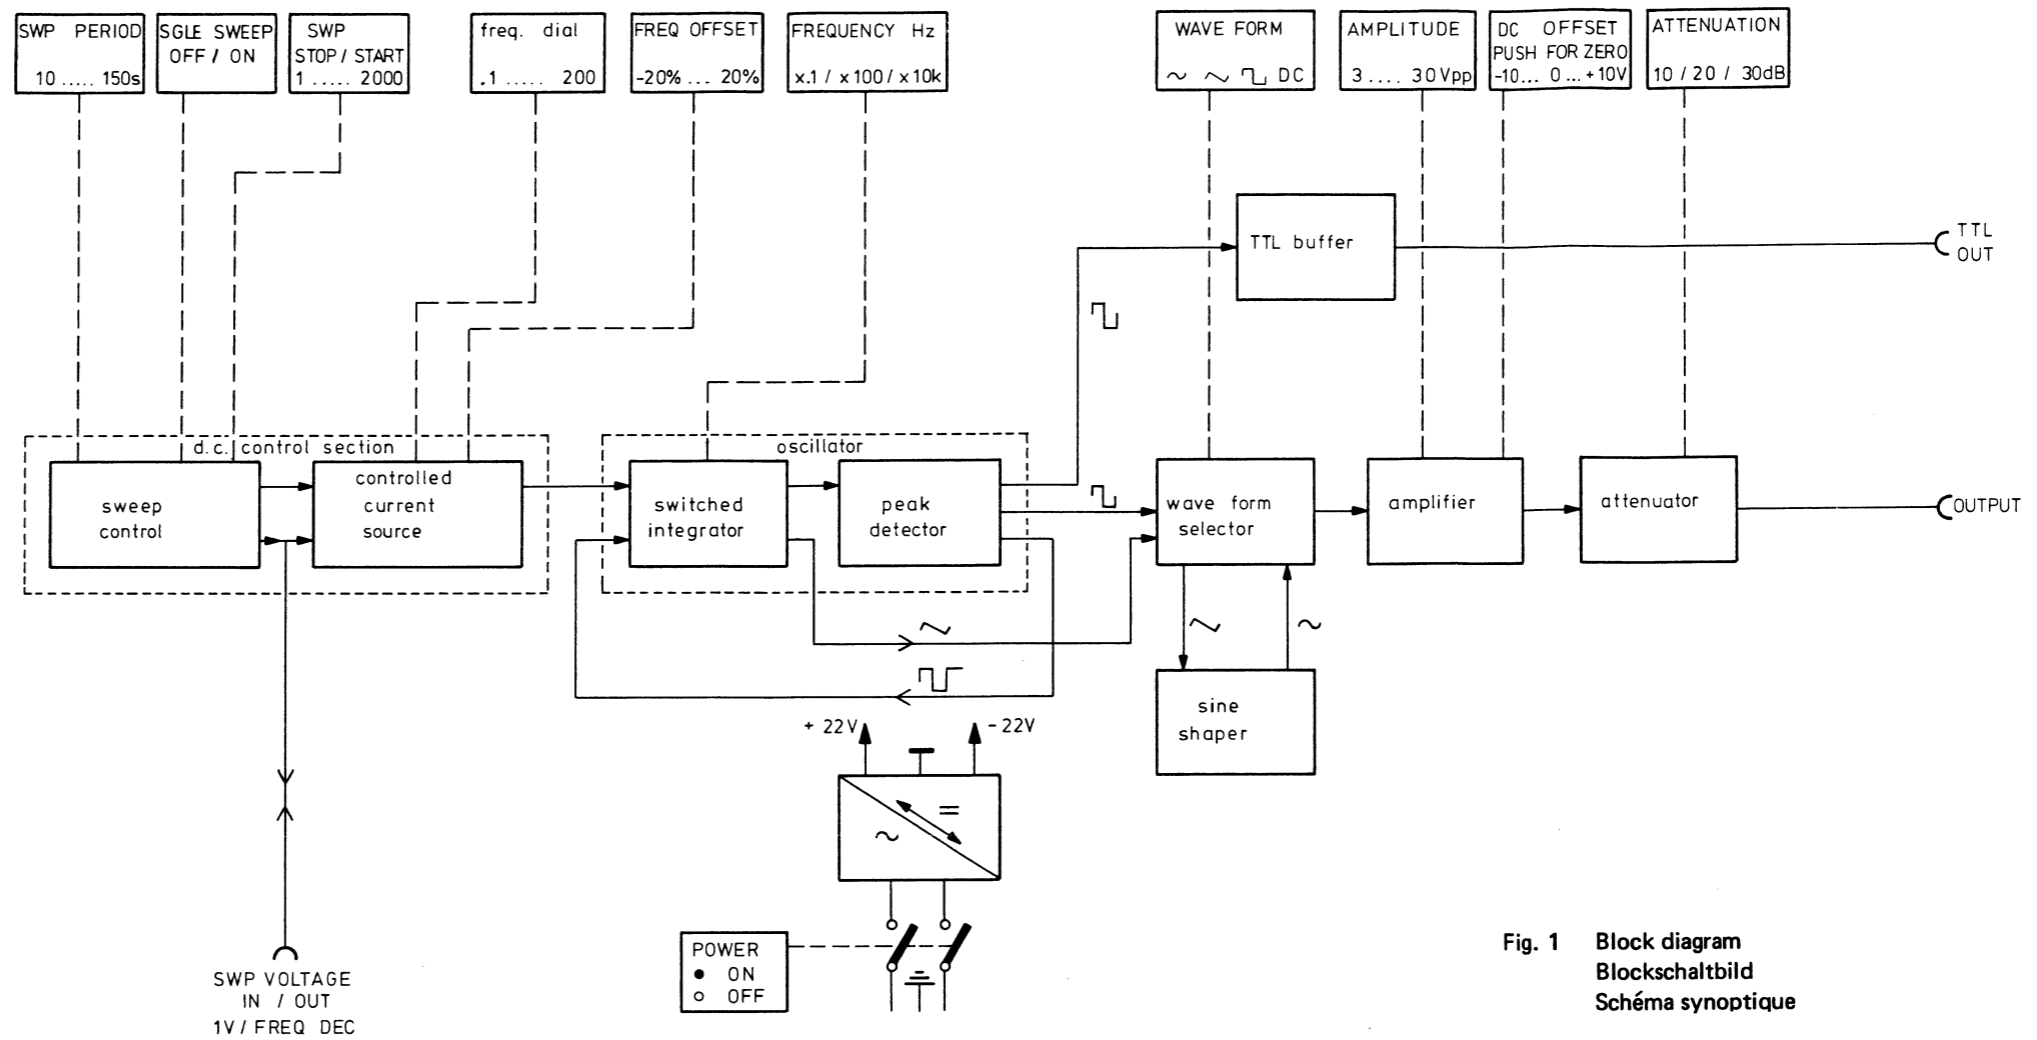 SWP PERIOD
10 ..... 150s
SGLE SWEEP
OFF / ON
SWP
STOP / START
1 ..... 2000
freq. dial
.1 ..... 200
FREQ OFFSET
-20% ... 20%
FREQUENCY Hz
x.1 / x100 / x10k
WAVE FORM
DC
AMPLITUDE
3 .... 30Vpp
DC OFFSET
PUSH FOR ZERO
-10... 0 ... +10V
ATTENUATION
10 / 20 / 30dB
TTL buffer
TTL
OUT
d.c. control section
sweep
control
controlled
current
source
oscillator
switched
integrator
peak
detector
wave form
selector
amplifier
attenuator
OUTPUT
sine
shaper
+ 22V
- 22V
POWER
ON
OFF
SWP VOLTAGE
IN / OUT
1V / FREQ DEC
Fig. 1 Block diagram
Blockschaltbild
Schéma synoptique